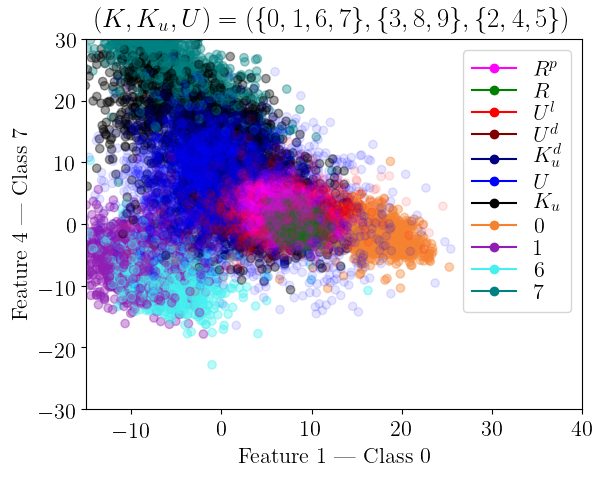 (K, K_u, U) = ({0, 1, 6, 7}, {3, 8, 9}, {2, 4, 5})
30
20
10
0
−10
−20
−30
Feature 4 — Class 7
−10
0
10
20
30
40
Feature 1 — Class 0
R^p
R
U^l
U^d
K_u^d
U
K_u
0
1
6
7